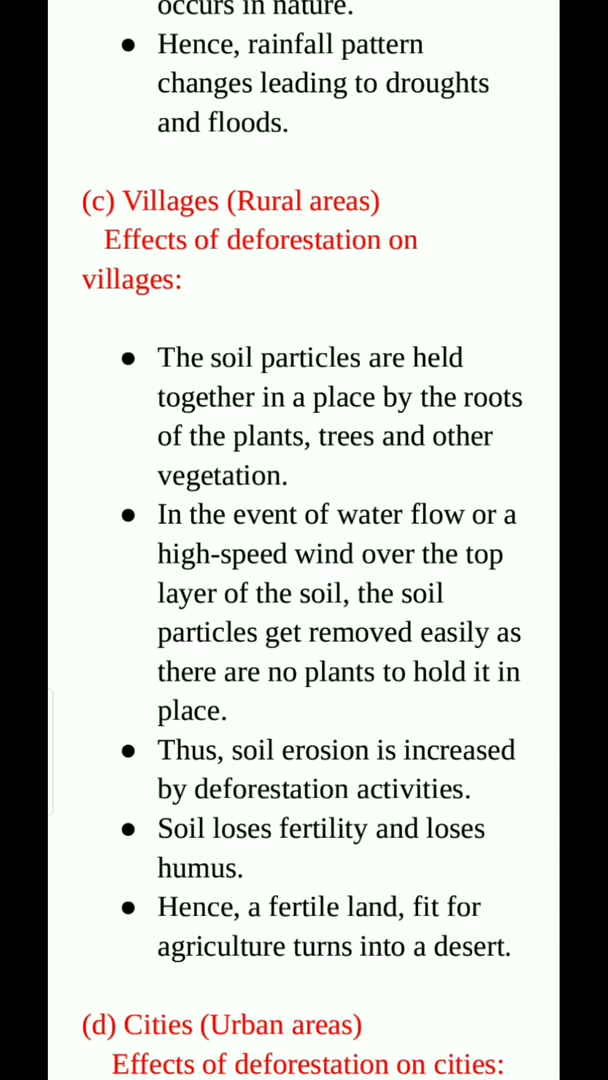 occurs in nature.
● Hence, rainfall pattern
changes leading to droughts
and floods.
(c) Villages (Rural areas)
Effects of deforestation on
villages:
● The soil particles are held
together in a place by the roots
of the plants, trees and other
vegetation.
● In the event of water flow or a
high-speed wind over the top
layer of the soil, the soil
particles get removed easily as
there are no plants to hold it in
place.
● Thus, soil erosion is increased
by deforestation activities.
● Soil loses fertility and loses
humus.
● Hence, a fertile land, fit for
agriculture turns into a desert.
(d) Cities (Urban areas)
Effects of deforestation on cities: